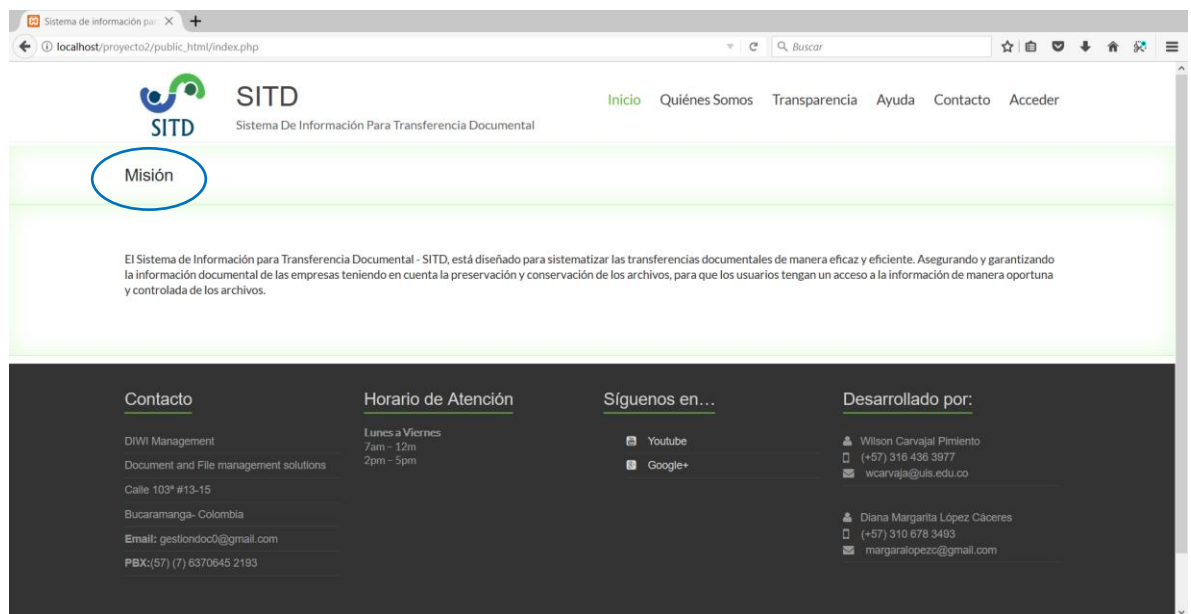 Sistema de información par
localhost/proyecto2/public_html/index.php
Buscar
SITD
SITD
Sistema De Información Para Transferencia Documental
Inicio Quiénes Somos Transparencia Ayuda Contacto Acceder
Misión
El Sistema de Información para Transferencia Documental - SITD, está diseñado para sistematizar las transferencias documentales de manera eficaz y eficiente. Asegurando y garantizando
la información documental de las empresas teniendo en cuenta la preservación y conservación de los archivos, para que los usuarios tengan un acceso a la información de manera oportuna
y controlada de los archivos.
Contacto
DIWI Management
Document and File management solutions
Calle 103ª #13-15
Bucaramanga- Colombia
Email: gestiondoc0@gmail.com
PBX:(57) (7) 6370645 2193
Horario de Atención
Lunes a Viernes
7am – 12m
2pm – 5pm
Síguenos en…
Youtube
Google+
Desarrollado por:
Wilson Carvajal Pimiento
(+57) 316 436 3977
wcarvaja@uis.edu.co
Diana Margarita López Cáceres
(+57) 310 678 3493
margaralopezc@gmail.com